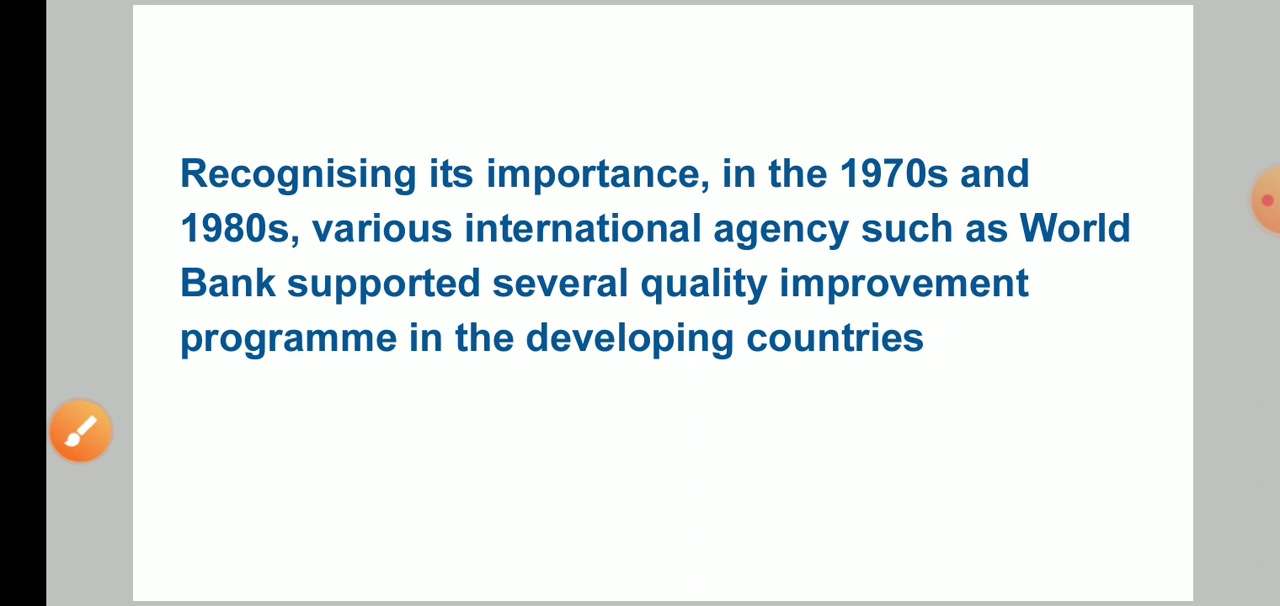 Recognising its importance, in the 1970s and
1980s, various international agency such as World
Bank supported several quality improvement
programme in the developing countries